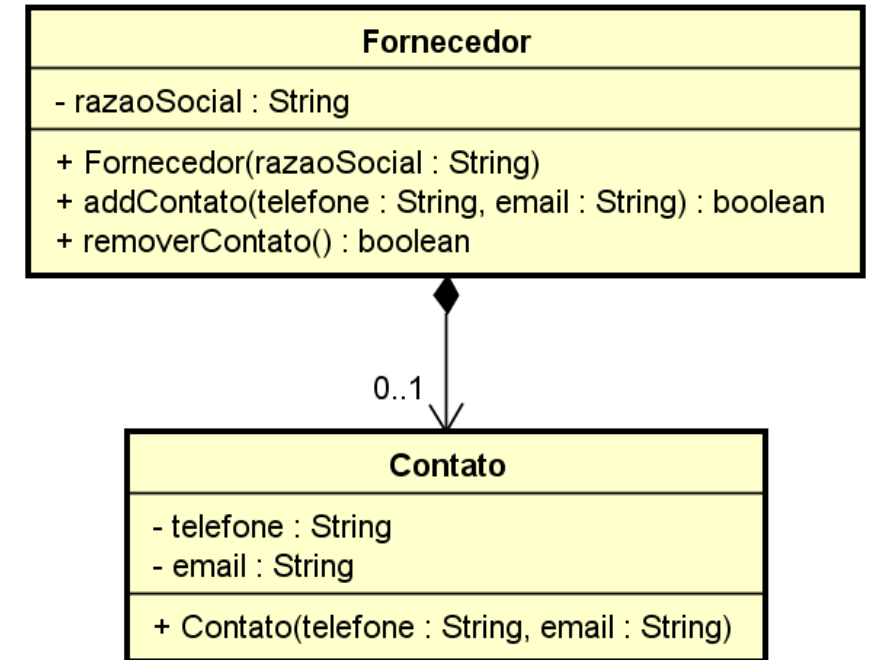 Fornecedor
- razaoSocial : String
+ Fornecedor(razaoSocial : String)
+ addContato(telefone : String, email : String) : boolean
+ removerContato() : boolean
0..1
Contato
- telefone : String
- email : String
+ Contato(telefone : String, email : String)